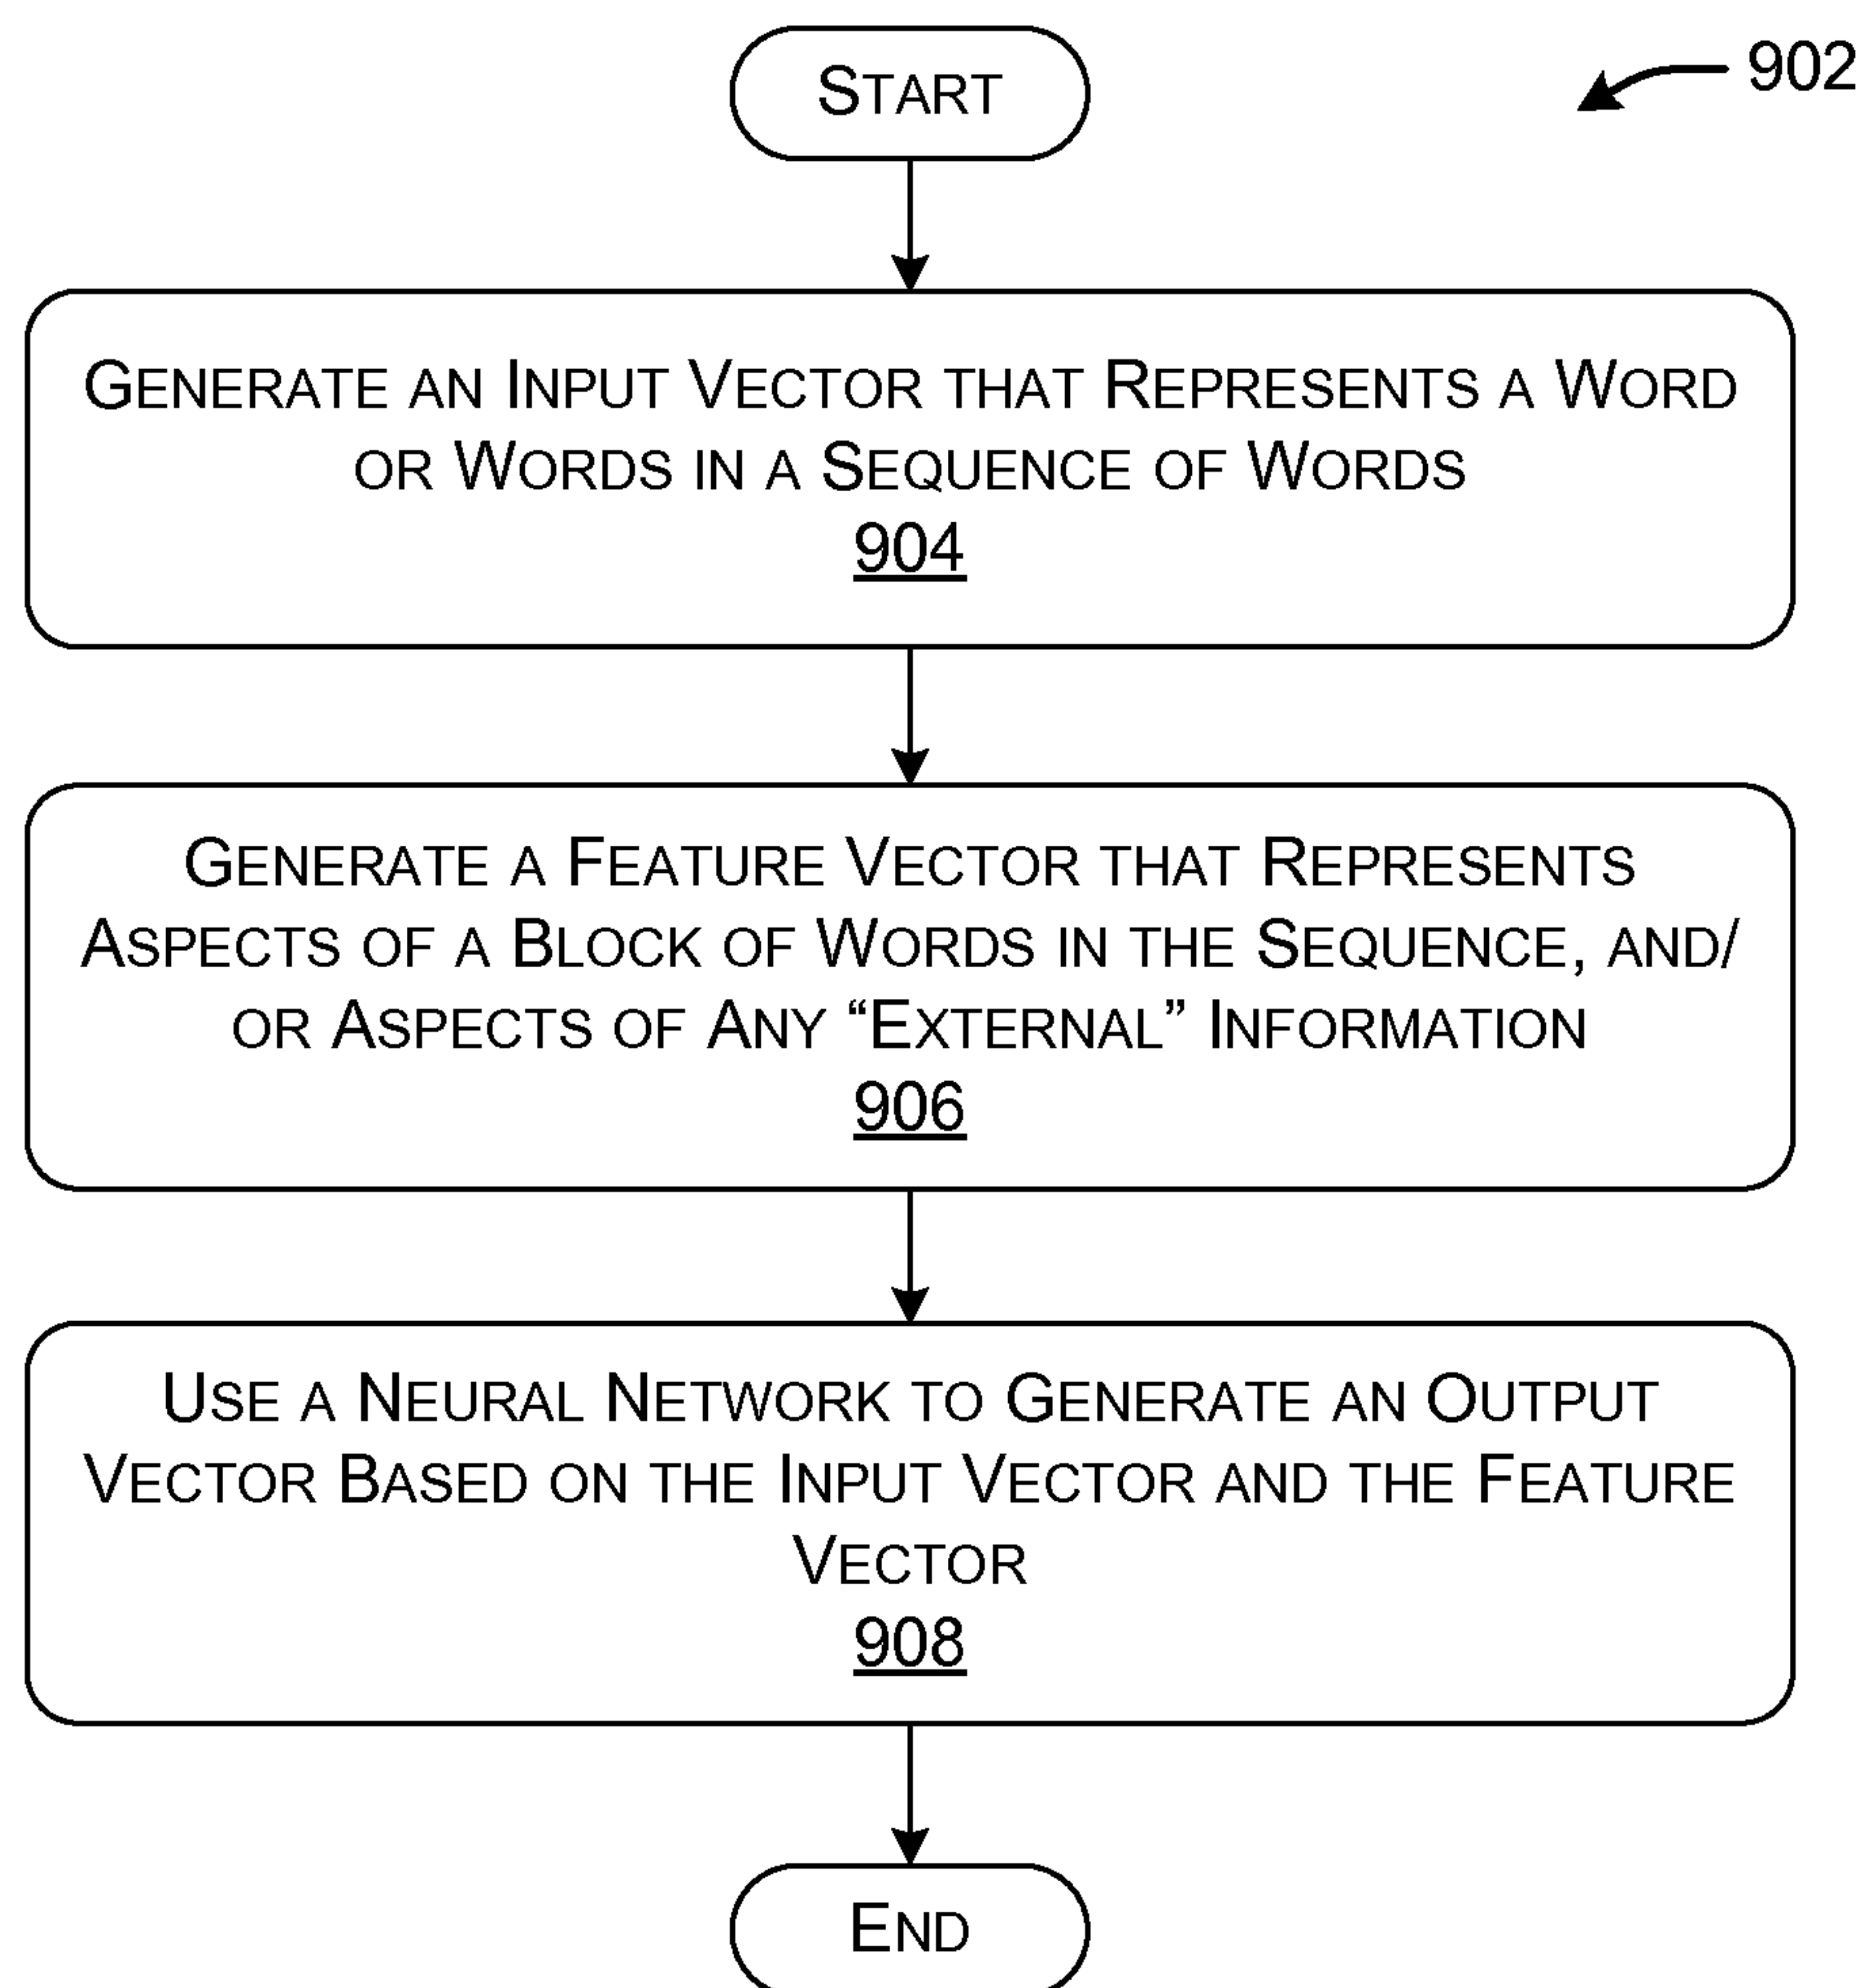 START
902
GENERATE AN INPUT VECTOR THAT REPRESENTS A WORD
OR WORDS IN A SEQUENCE OF WORDS
904
GENERATE A FEATURE VECTOR THAT REPRESENTS
ASPECTS OF A BLOCK OF WORDS IN THE SEQUENCE, AND/
OR ASPECTS OF ANY “EXTERNAL” INFORMATION
906
USE A NEURAL NETWORK TO GENERATE AN OUTPUT
VECTOR BASED ON THE INPUT VECTOR AND THE FEATURE
VECTOR
908
END